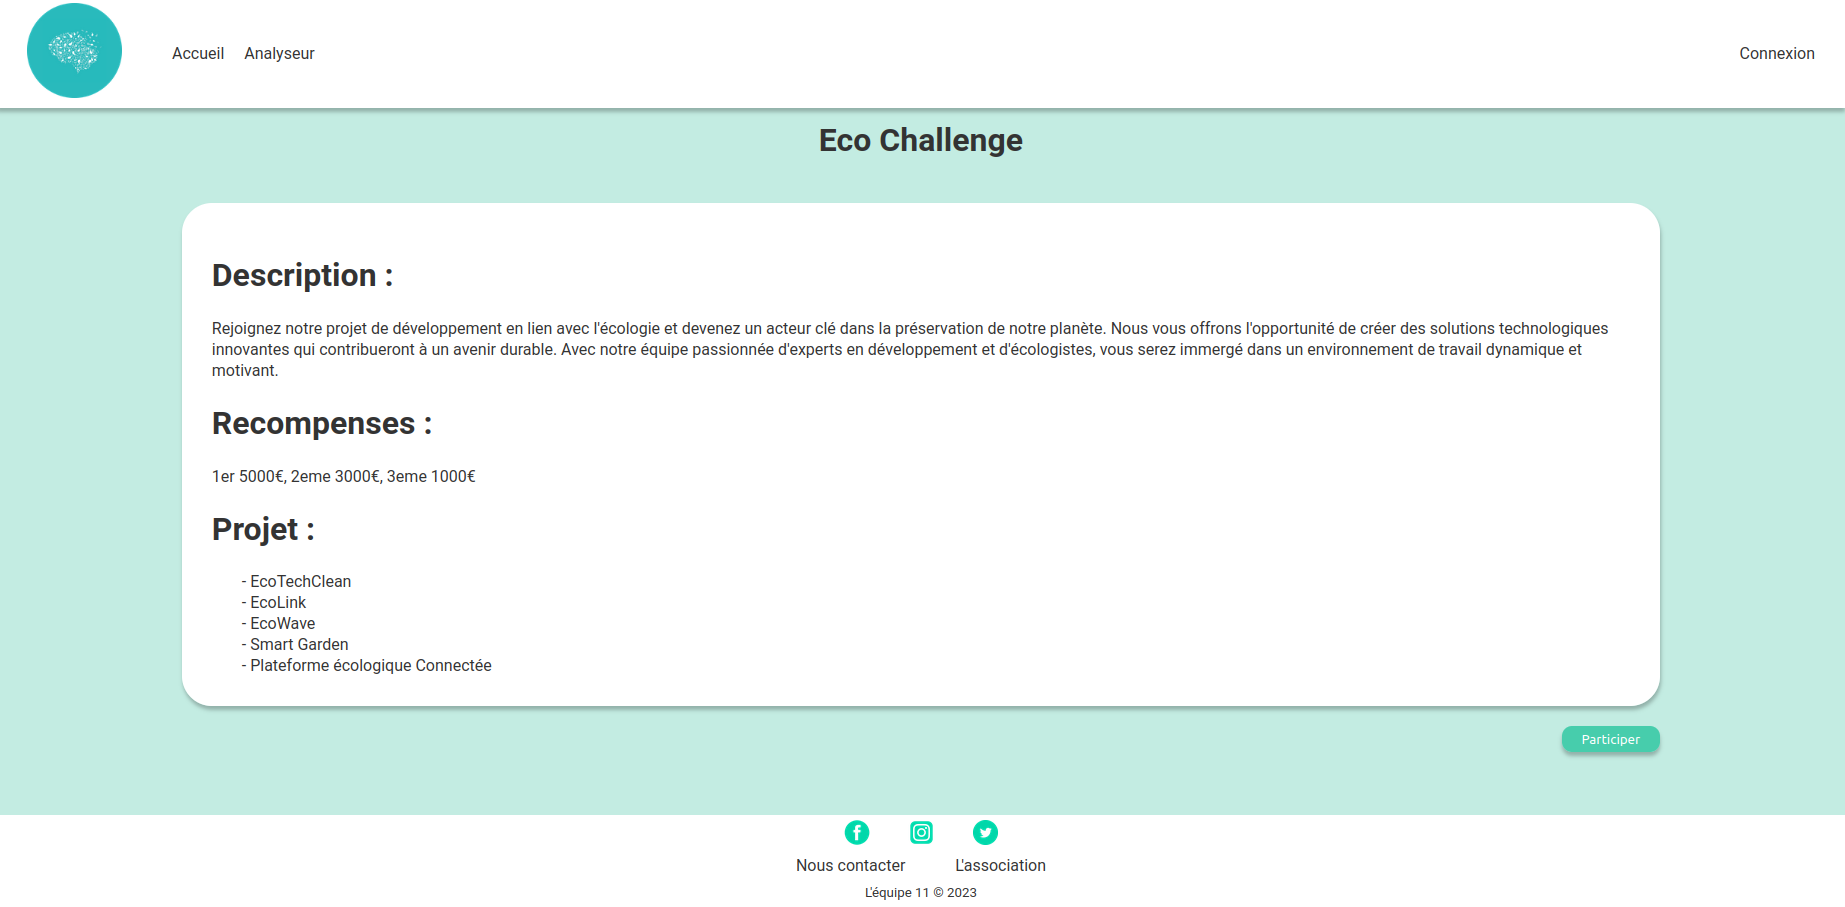 Accueil Analyseur Connexion
Eco Challenge
Description :
Rejoignez notre projet de développement en lien avec l'écologie et devenez un acteur clé dans la préservation de notre planète. Nous vous offrons l'opportunité de créer des solutions technologiques
innovantes qui contribueront à un avenir durable. Avec notre équipe passionnée d'experts en développement et d'écologistes, vous serez immergé dans un environnement de travail dynamique et
motivant.
Recompenses :
1er 5000€, 2eme 3000€, 3eme 1000€
Projet :
- EcoTechClean
- EcoLink
- EcoWave
- Smart Garden
- Plateforme écologique Connectée
Participer
Nous contacter L'association
L'équipe 11 © 2023